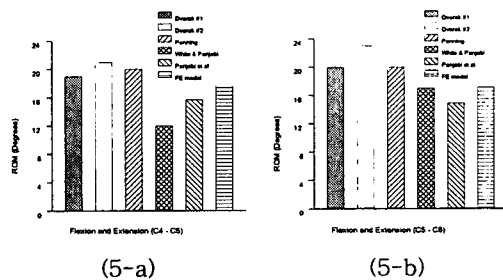 Dvorak #1
Dvorak #2
Penning
White & Panjabi
Panjabi et al
FE model
24
20
16
12
8
4
0
ROM (Degrees)
Flexion and Extension (C4 - C5)
(5-a)
Dvorak #1
Dvorak #2
Penning
White & Panjabi
Panjabi et al
FE model
24
20
16
12
8
4
0
ROM (Degrees)
Flexion and Extension (C5 - C6)
(5-b)